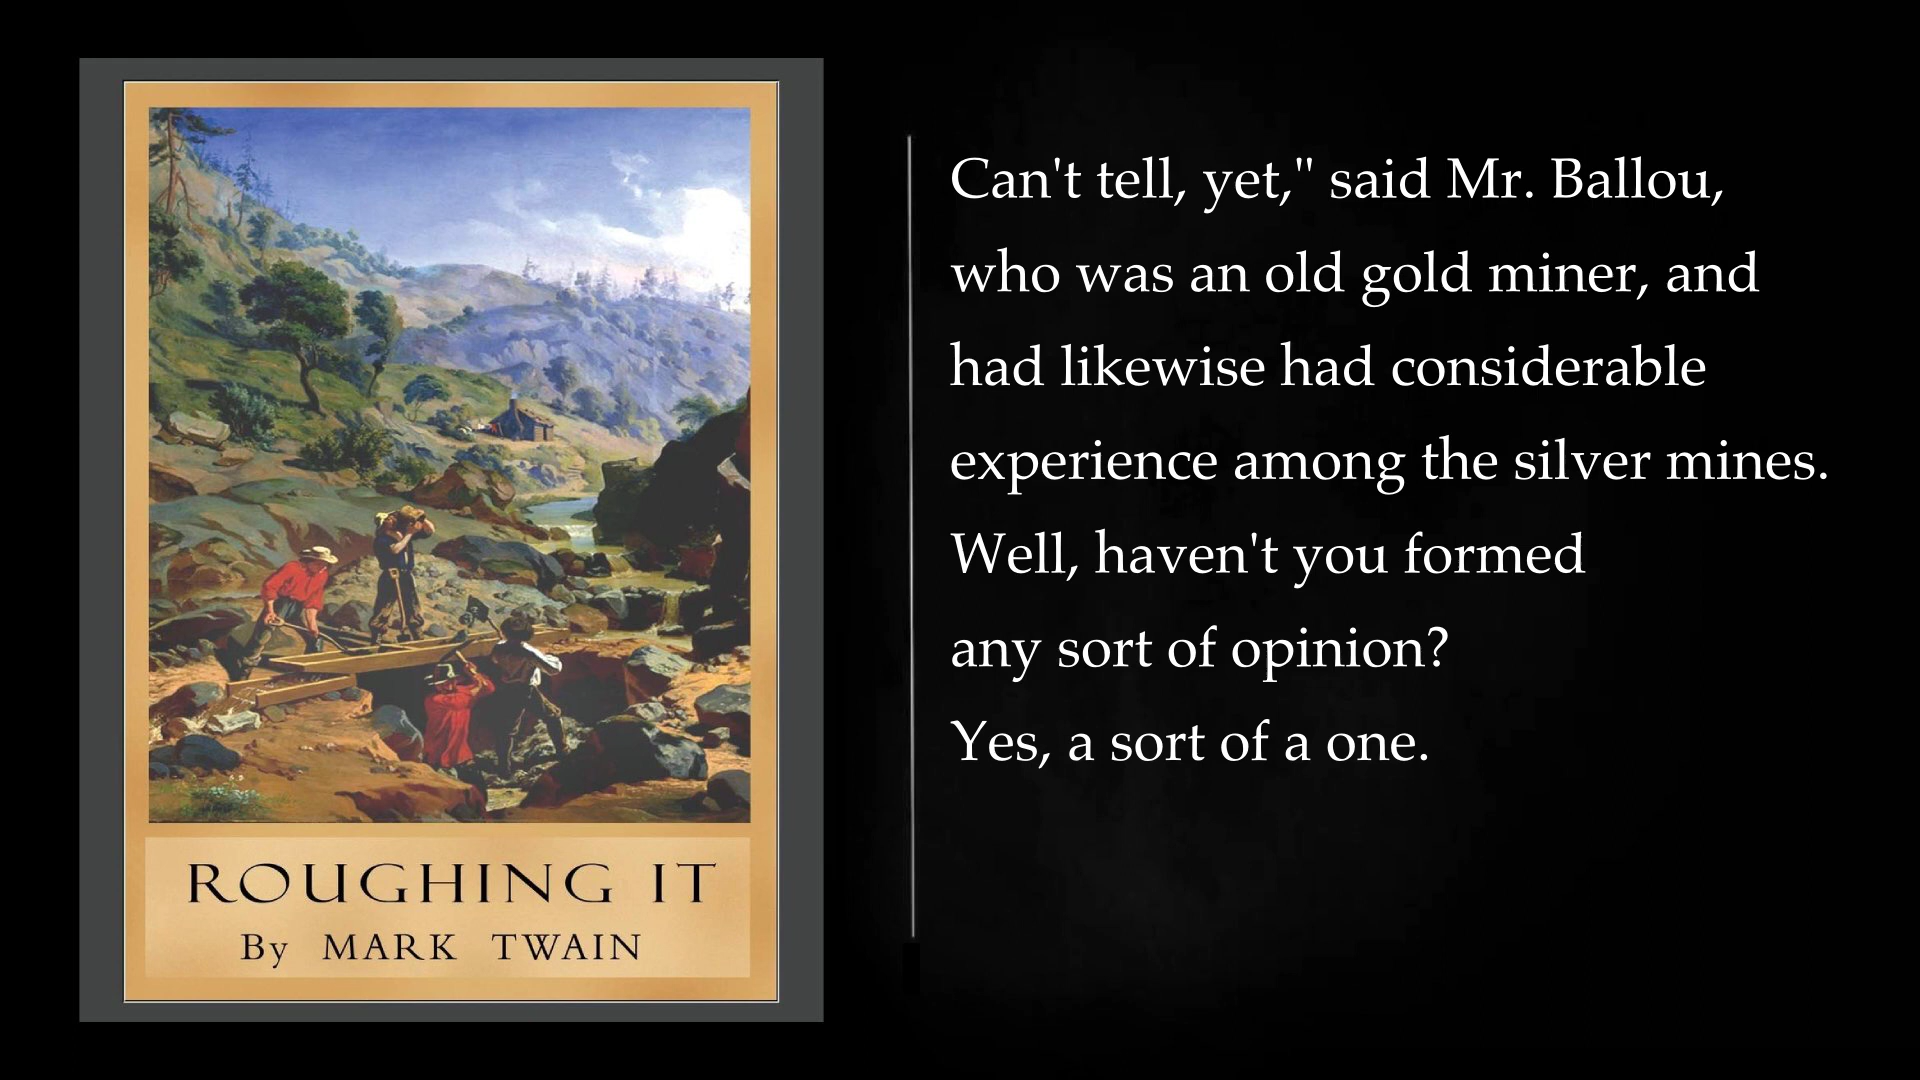 ROUGHING IT
By MARK TWAIN
Can't tell, yet," said Mr. Ballou,
who was an old gold miner, and
had likewise had considerable
experience among the silver mines.
Well, haven't you formed
any sort of opinion?
Yes, a sort of a one.